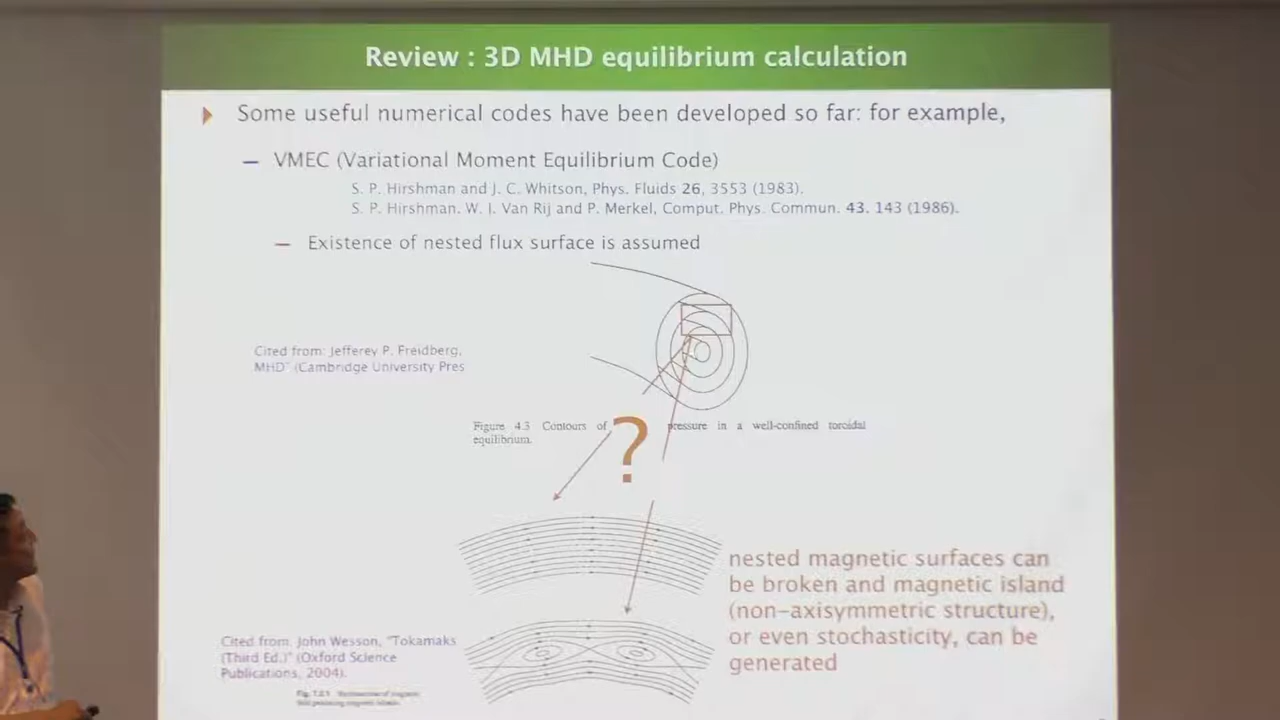 Review : 3D MHD equilibrium calculation
Some useful numerical codes have been developed so far: for example,
– VMEC (Variational Moment Equilibrium Code)
S. P. Hirshman and J. C. Whitson, Phys. Fluids 26, 3553 (1983).
S. P. Hirshman. W. I. Van Rij and P. Merkel, Comput. Phys. Commun. 43. 143 (1986).
– Existence of nested flux surface is assumed
Cited from: Jefferey P. Freidberg,
MHD" (Cambridge University Pres
Figure 4.3 Contours of
pressure in a well-confined toroidal
equilibrium.
?
nested magnetic surfaces can
be broken and magnetic island
(non-axisymmetric structure),
or even stochasticity, can be
generated
Cited from: John Wesson, "Tokamaks
(Third Ed.)" (Oxford Science
Publications, 2004).